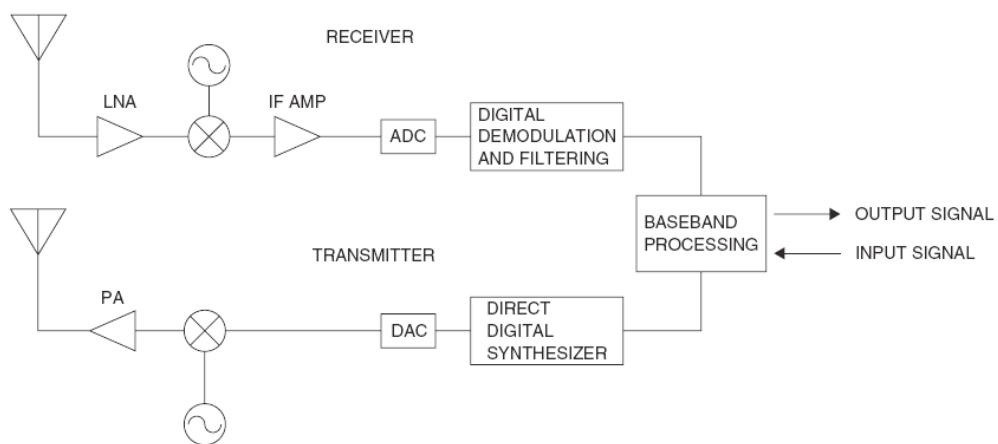 RECEIVER
LNA
IF AMP
ADC
DIGITAL
DEMODULATION
AND FILTERING
BASEBAND
PROCESSING
OUTPUT SIGNAL
INPUT SIGNAL
TRANSMITTER
PA
DAC
DIRECT
DIGITAL
SYNTHESIZER